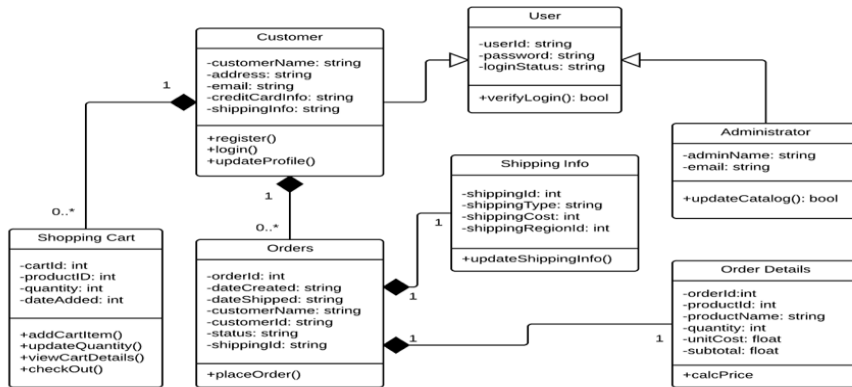 User
-userId: string
-password: string
-loginStatus: string
+verifyLogin(): bool
Customer
-customerName: string
-address: string
-email: string
-creditCardInfo: string
-shippingInfo: string
+register()
+login()
+updateProfile()
1
1
0..*
0..*
Administrator
-adminName: string
-email: string
+updateCatalog(): bool
Shipping Info
-shippingId: int
-shippingType: string
-shippingCost: int
-shippingRegionId: int
+updateShippingInfo()
1
1
Shopping Cart
-cartId: int
-productID: int
-quantity: int
-dateAdded: int
+addCartItem()
+updateQuantity()
+viewCartDetails()
+checkOut()
Orders
-orderId: int
-dateCreated: string
-dateShipped: string
-customerName: string
-customerId: string
-status: string
-shippingId: string
+placeOrder()
1
1
Order Details
-orderId:int
-productId: int
-productName: string
-quantity: int
-unitCost: float
-subtotal: float
+calcPrice